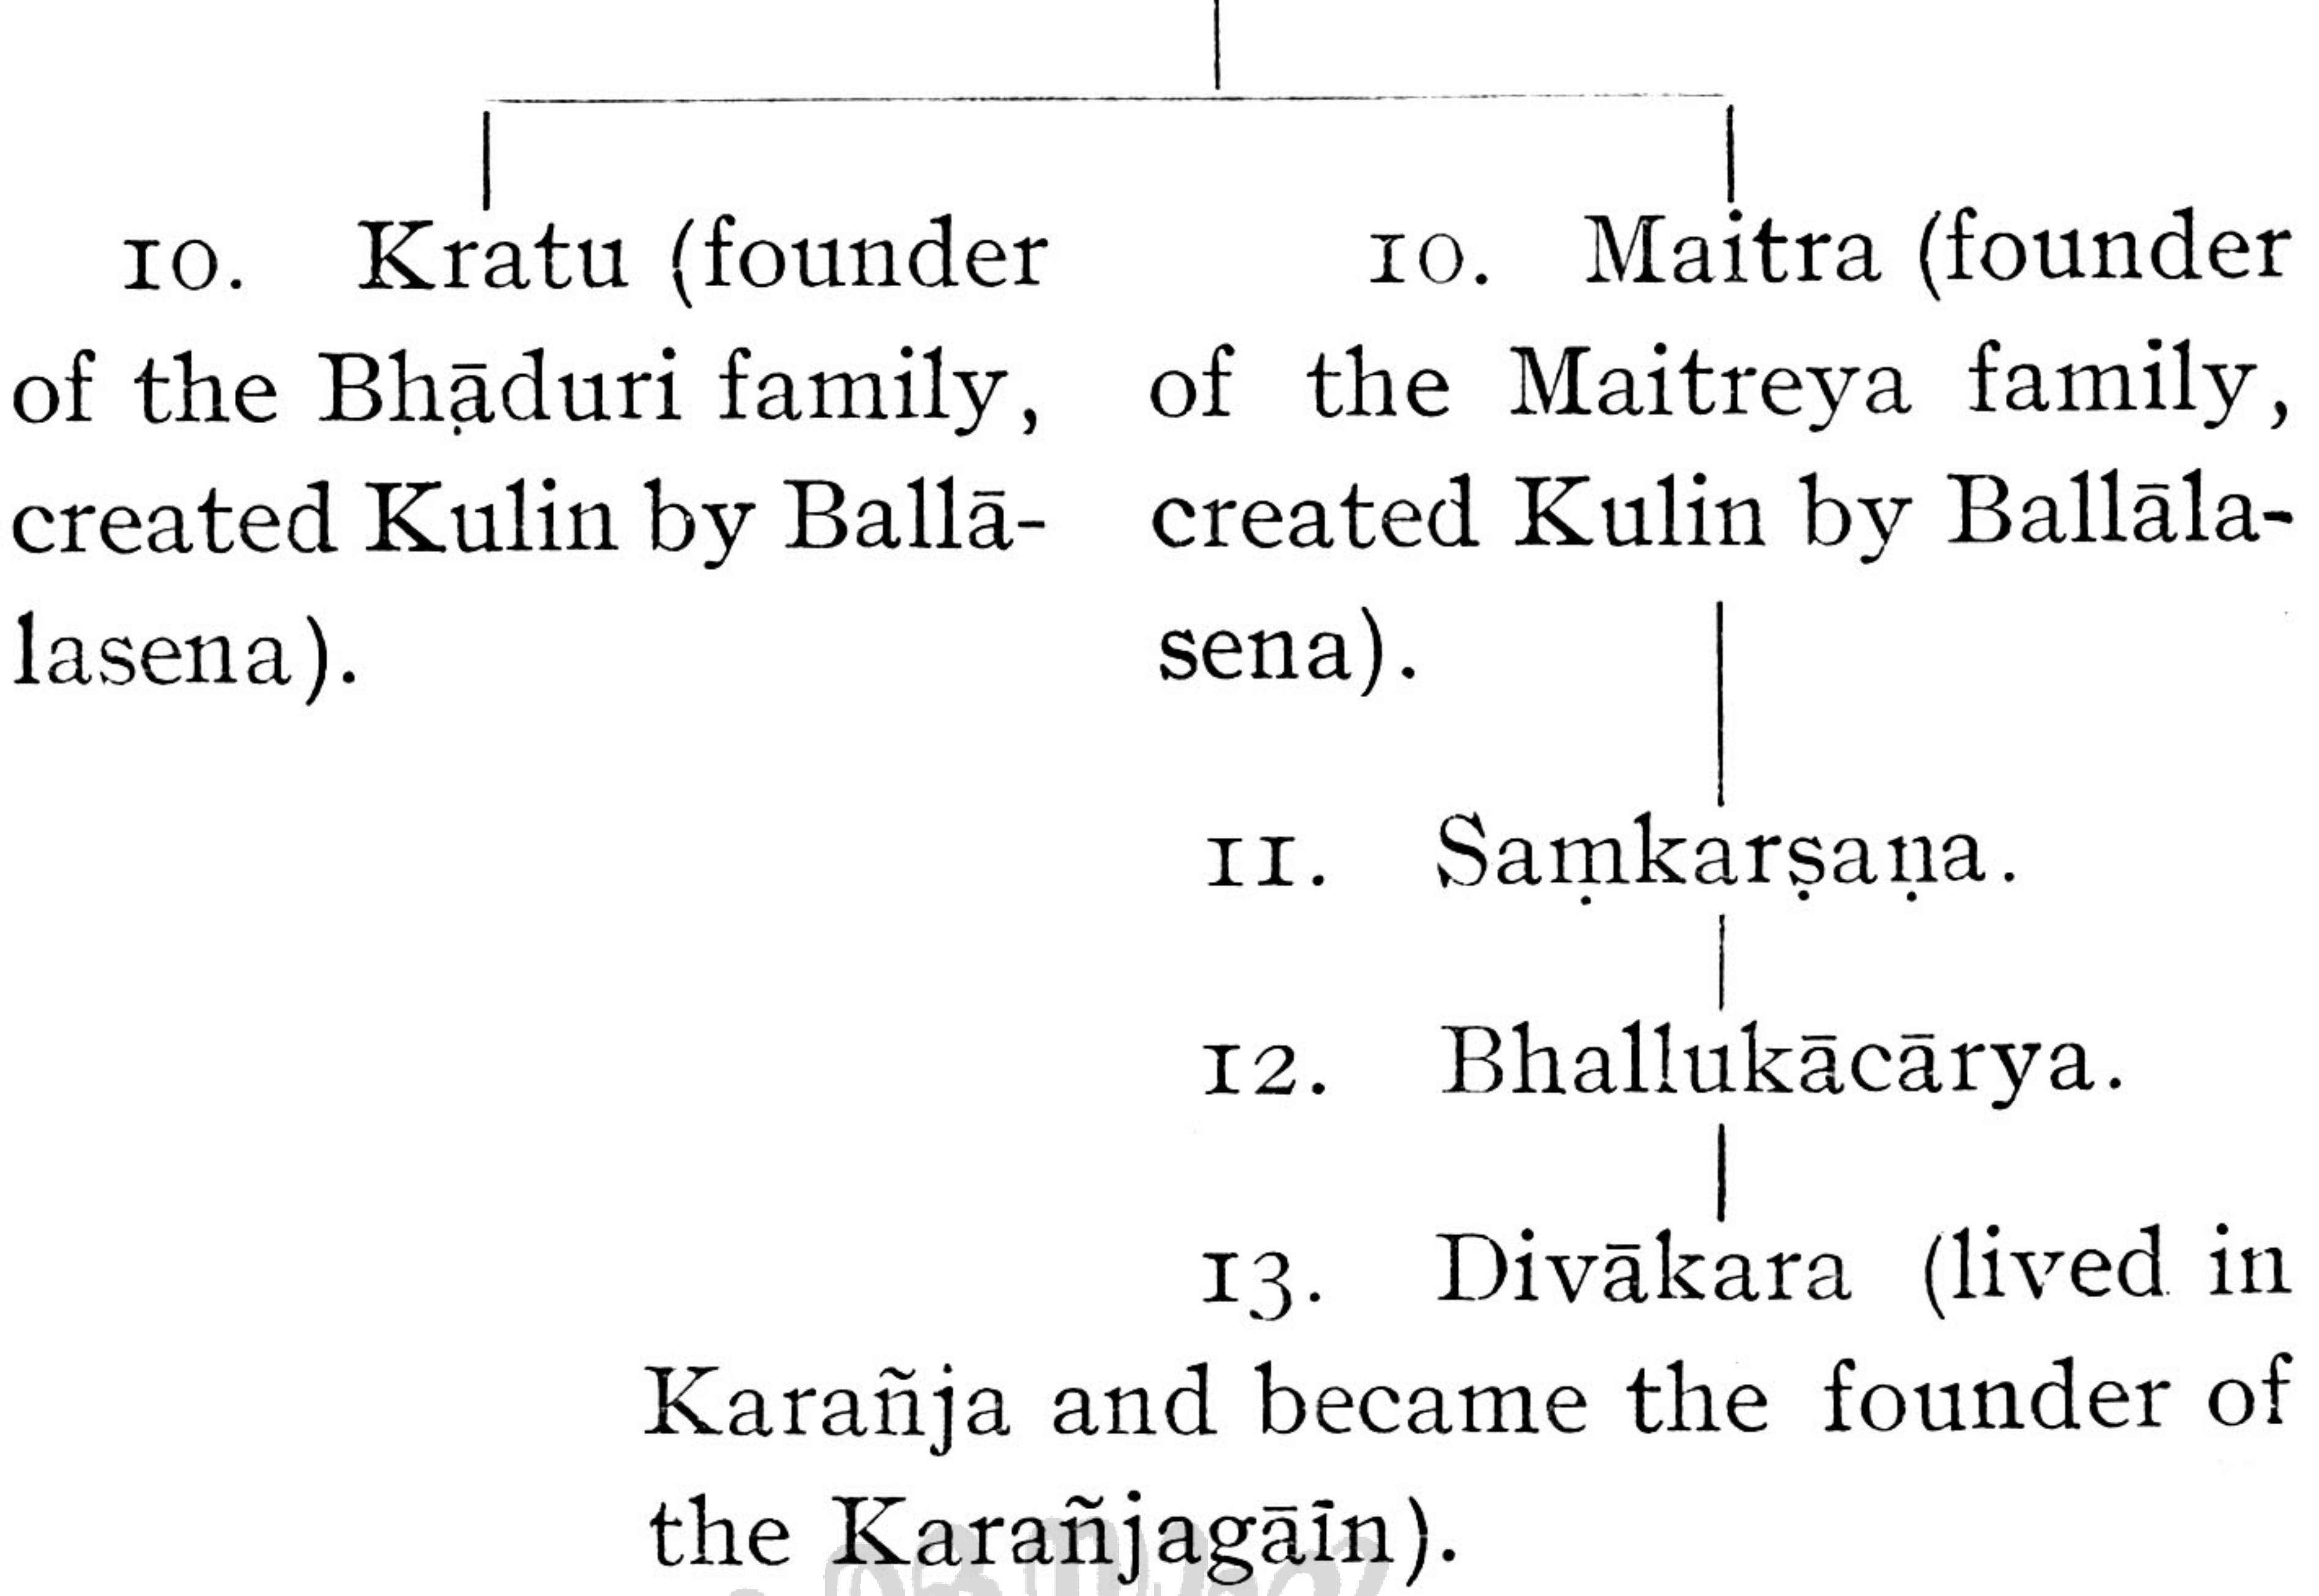 10. Kratu (founder
of the Bhāḍuri family,
created Kulin by Ballā-
lasena).
10. Maitra (founder
of the Maitreya family,
created Kulin by Ballāla-
sena).
11. Saṃkarṣaṇa.
12. Bhallukācārya.
13. Divākara (lived in
Karañja and became the founder of
the Karañjagāīn).